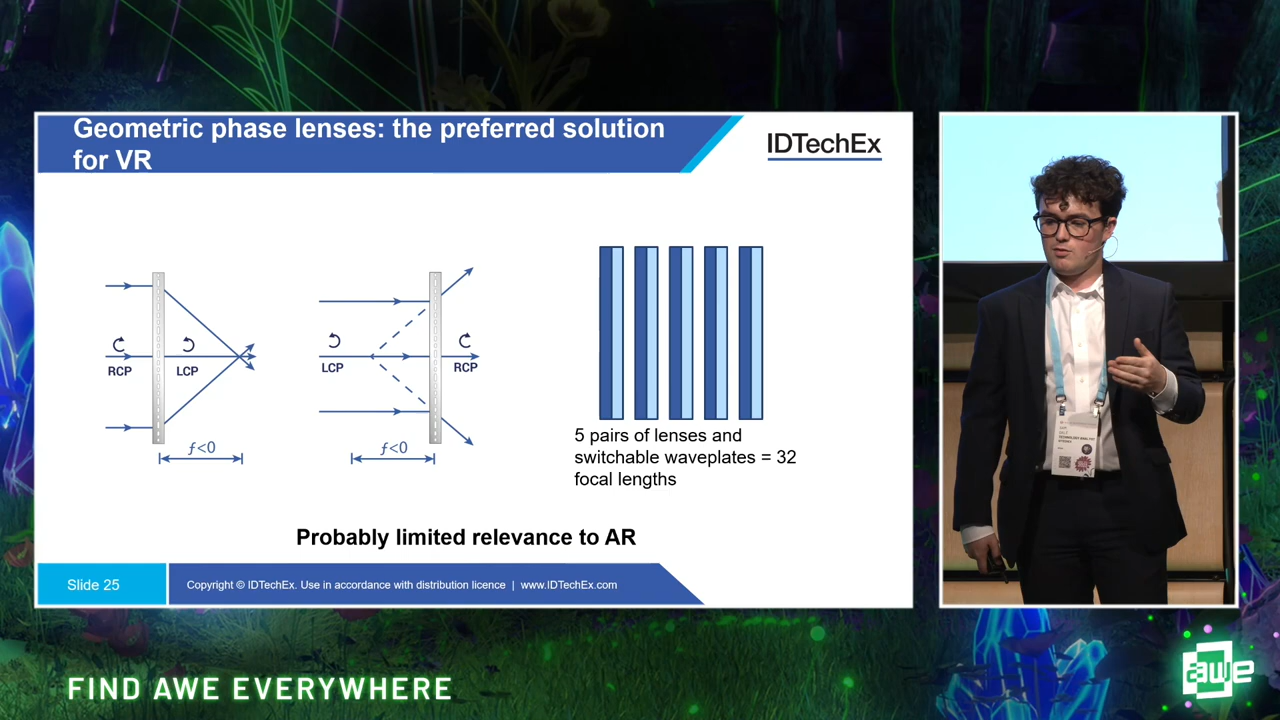 Geometric phase lenses: the preferred solution
for VR
IDTechEx
RCP
LCP
ƒ<0
LCP
RCP
ƒ<0
5 pairs of lenses and
switchable waveplates = 32
focal lengths
Probably limited relevance to AR
Slide 25
Copyright © IDTechEx. Use in accordance with distribution licence | www.IDTechEx.com
TECHNOLOGY ANALYST
FIND AWE EVERYWHERE
awe